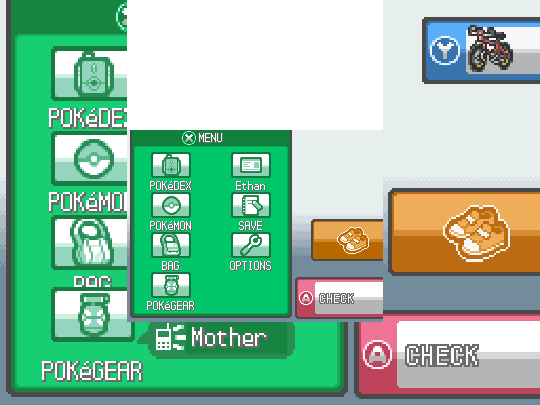 POKéDEX
POKéMON
BAG
POKéGEAR
MENU
POKéDEX
Ethan
POKéMON
SAVE
BAG
OPTIONS
POKéGEAR
Mother
Y
A CHECK
A CHECK